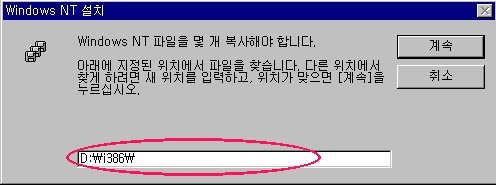 Windows NT 설치
Windows NT 파일을 몇 개 복사해야 합니다.
아래에 지정된 위치에서 파일을 찾습니다. 다른 위치에서
찾게 하려면 새 위치를 입력하고, 위치가 맞으면 [계속]을
누르십시오.
계속
취소
D:₩i386₩